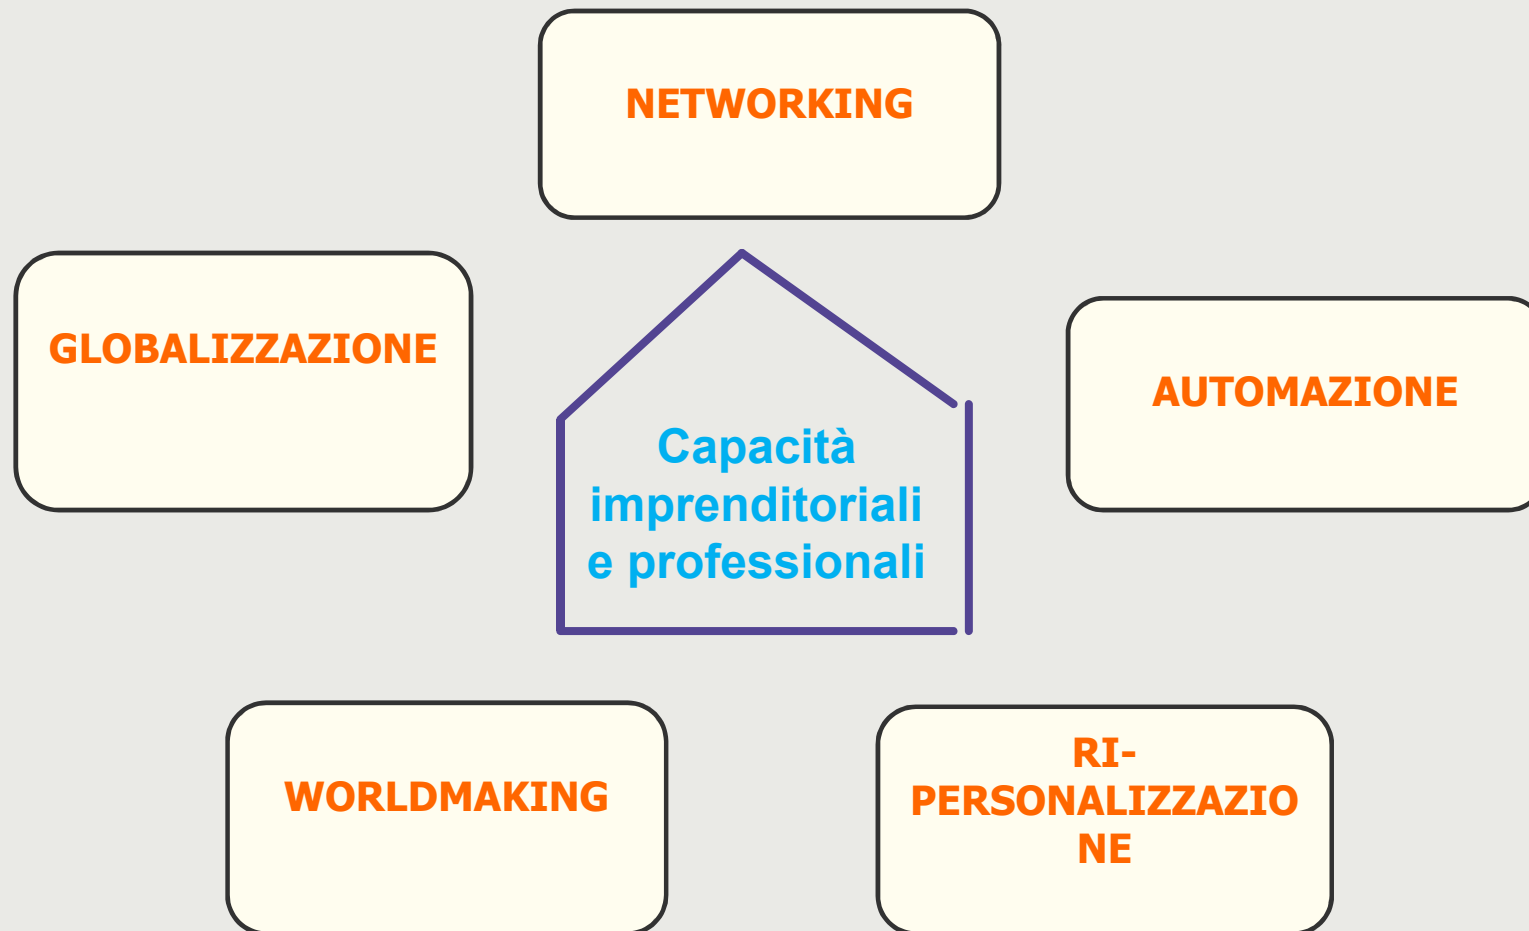 NETWORKING
GLOBALIZZAZIONE
AUTOMAZIONE
Capacità
imprenditoriali
e professionali
WORLDMAKING
RI-
PERSONALIZZAZIO
NE